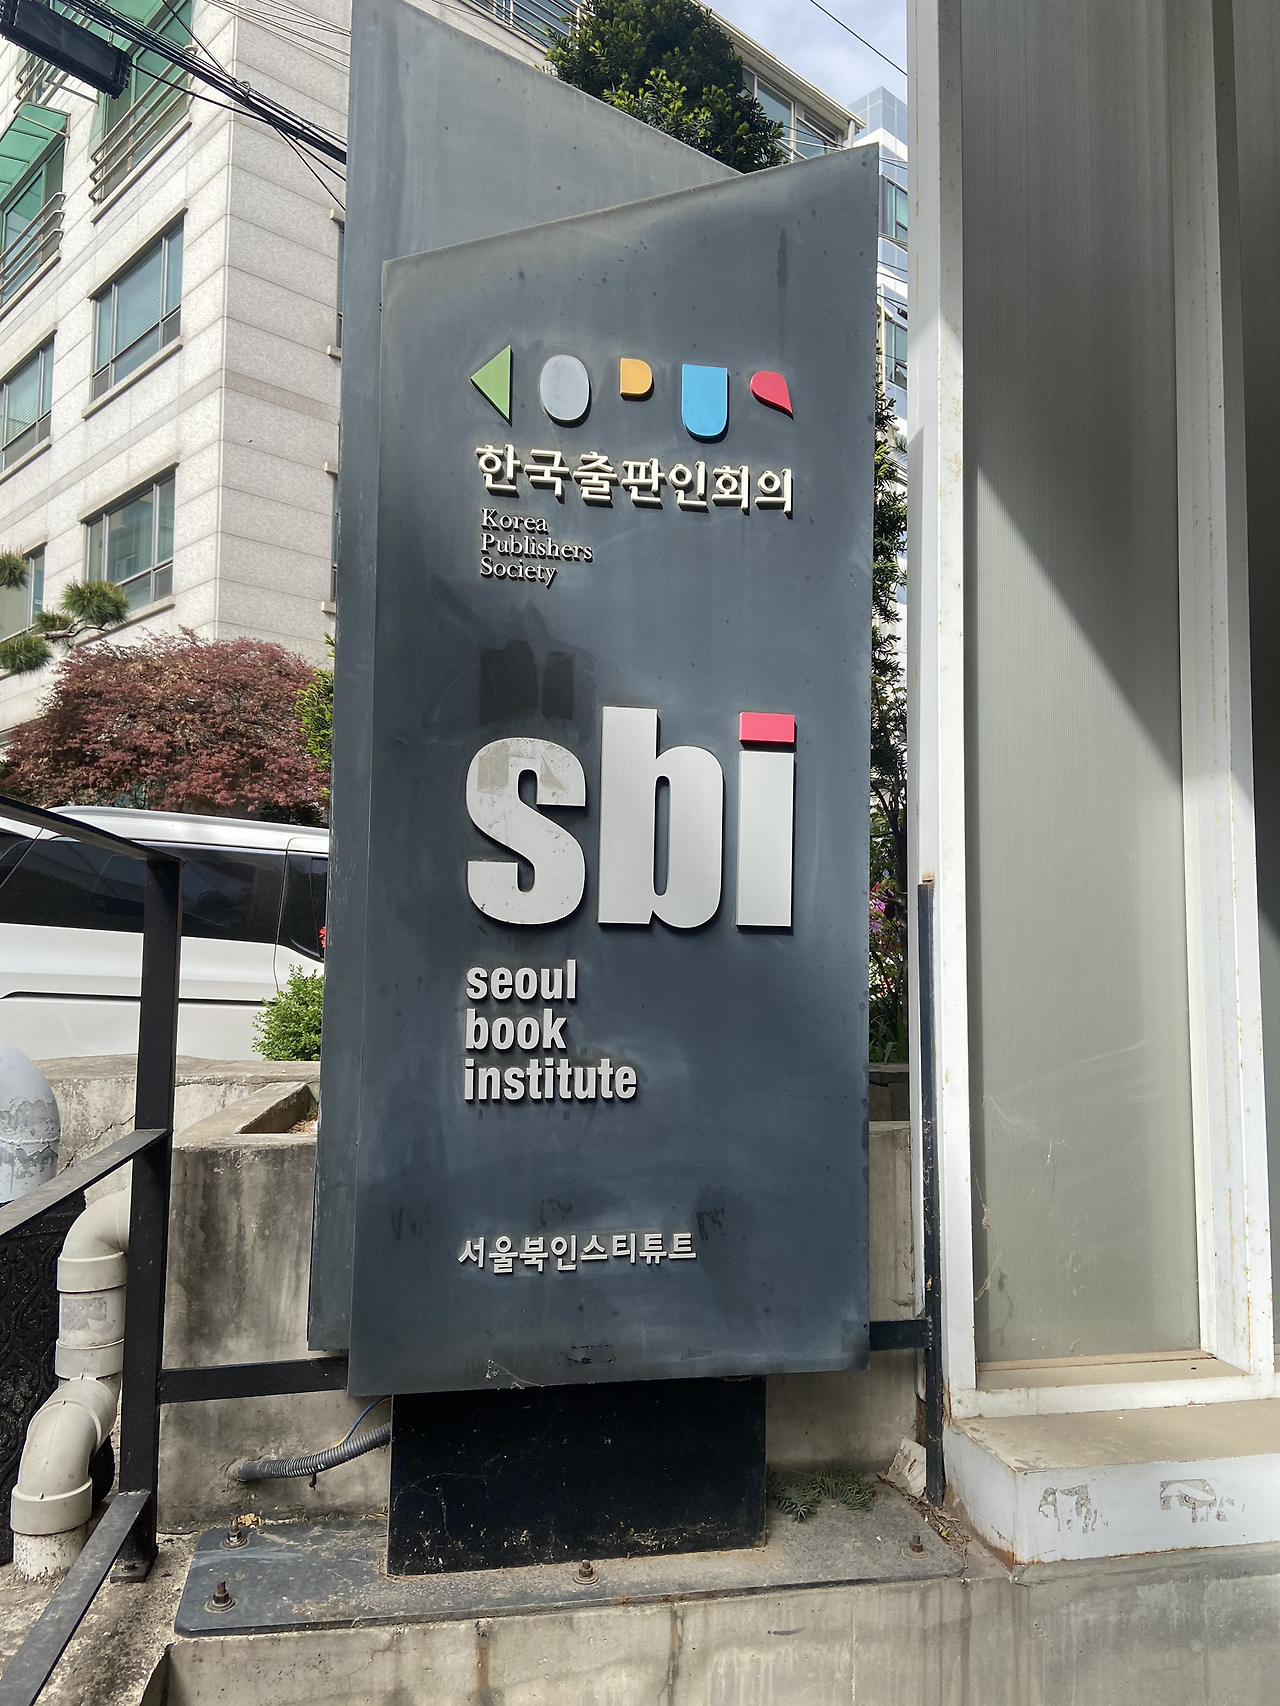 KOPUS
한국출판인회의
Korea
Publishers
Society
sbi
seoul
book
institute
서울북인스티튜트